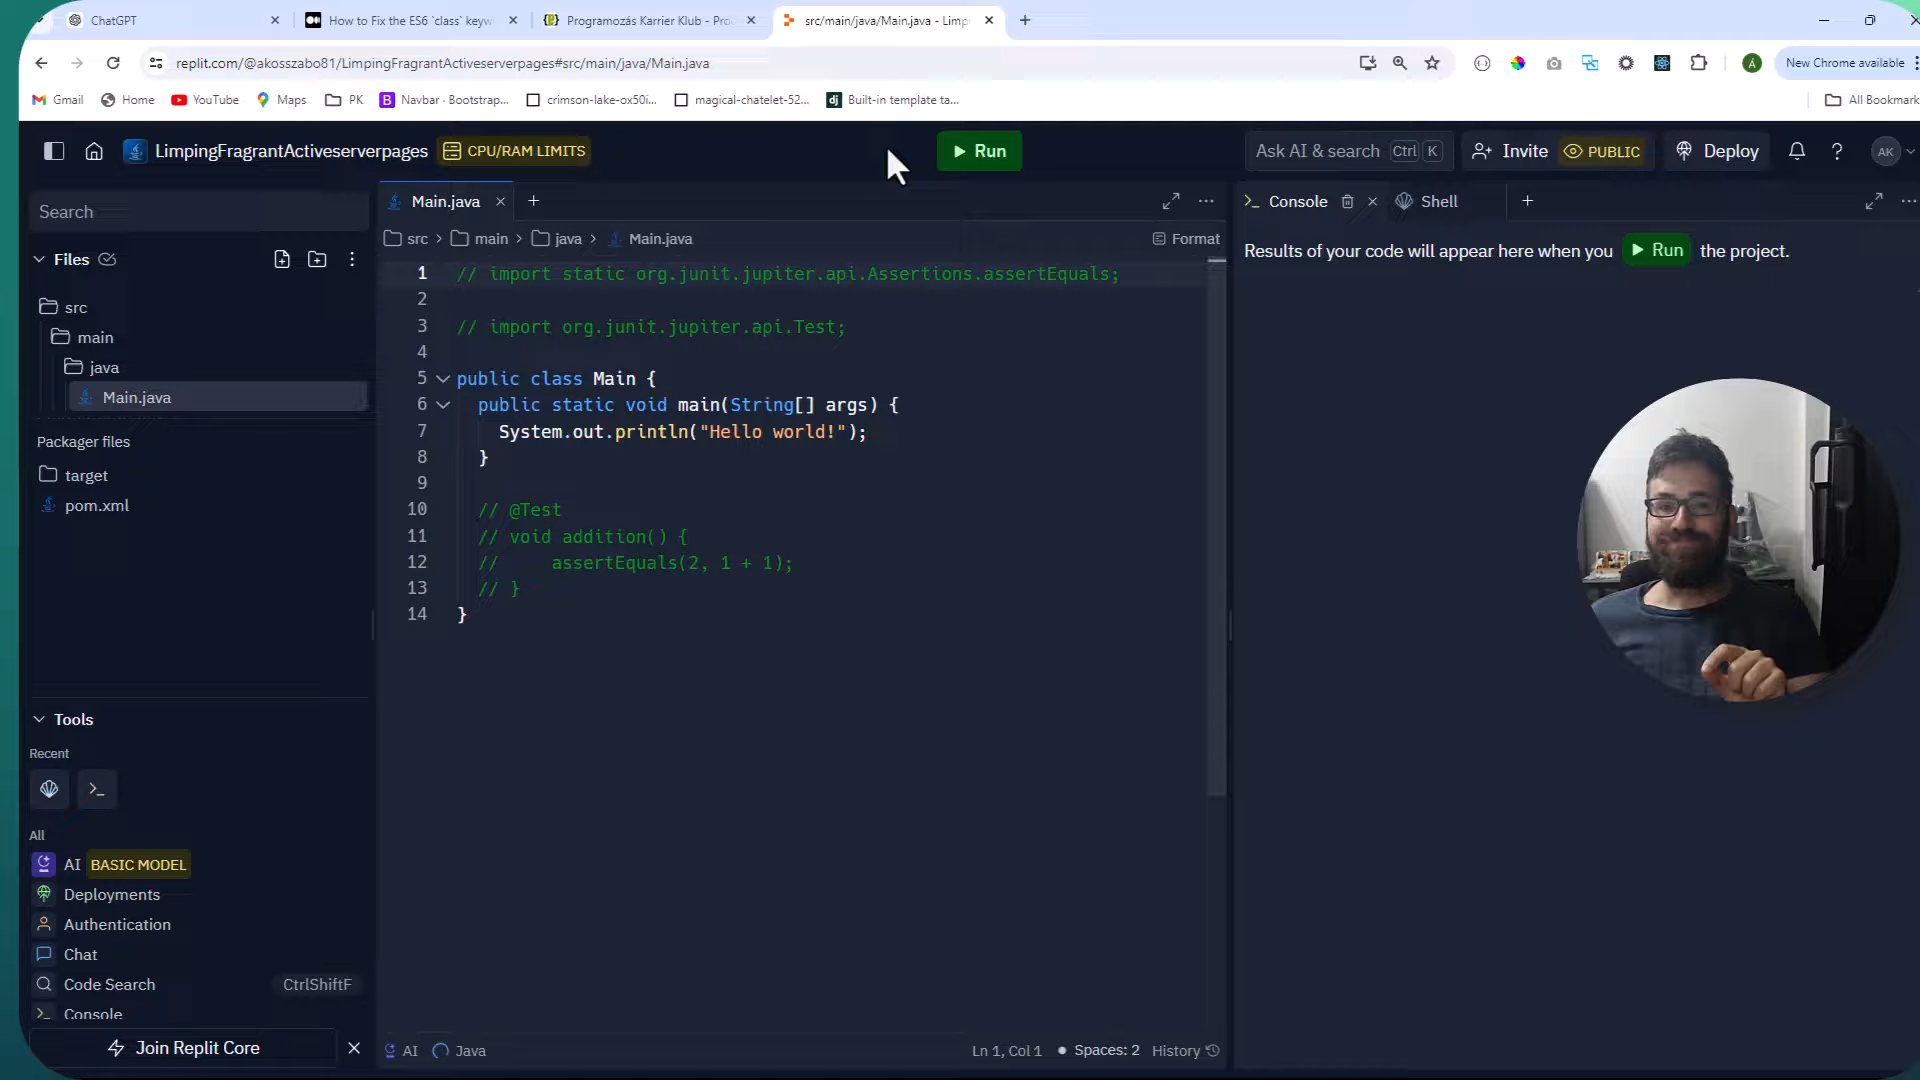 ChatGPT
How to Fix the ES6 `class` keyw
Programozás Karrier Klub - Pro
src/main/java/Main.java - Limp
replit.com/@akosszabo81/LimpingFragrantActiveserverpages#src/main/java/Main.java
Á
New Chrome available
Gmail
Home
YouTube
Maps
PK
B
Navbar · Bootstrap...
crimson-lake-ox50i...
magical-chatelet-52...
dj
Built-in template ta...
All Bookmark
LimpingFragrantActiveserverpages
CPU/RAM LIMITS
Run
Ask AI & search
Ctrl
K
Invite
PUBLIC
Deploy
AK
Search
Main.java
Console
Shell
Files
src
main
java
Main.java
Format
Results of your code will appear here when you
Run
the project.
src
main
java
Main.java
Packager files
target
pom.xml
1 // import static org.junit.jupiter.api.Assertions.assertEquals;
2
3 // import org.junit.jupiter.api.Test;
4
5 public class Main {
6 public static void main(String[] args) {
7 System.out.println("Hello world!");
8 }
9
10 // @Test
11 // void addition() {
12 //     assertEquals(2, 1 + 1);
13 // }
14 }
Tools
Recent
All
AI
BASIC MODEL
Deployments
Authentication
Chat
Code Search
CtrlShiftF
Console
Join Replit Core
AI
Java
Ln 1, Col 1
Spaces: 2
History